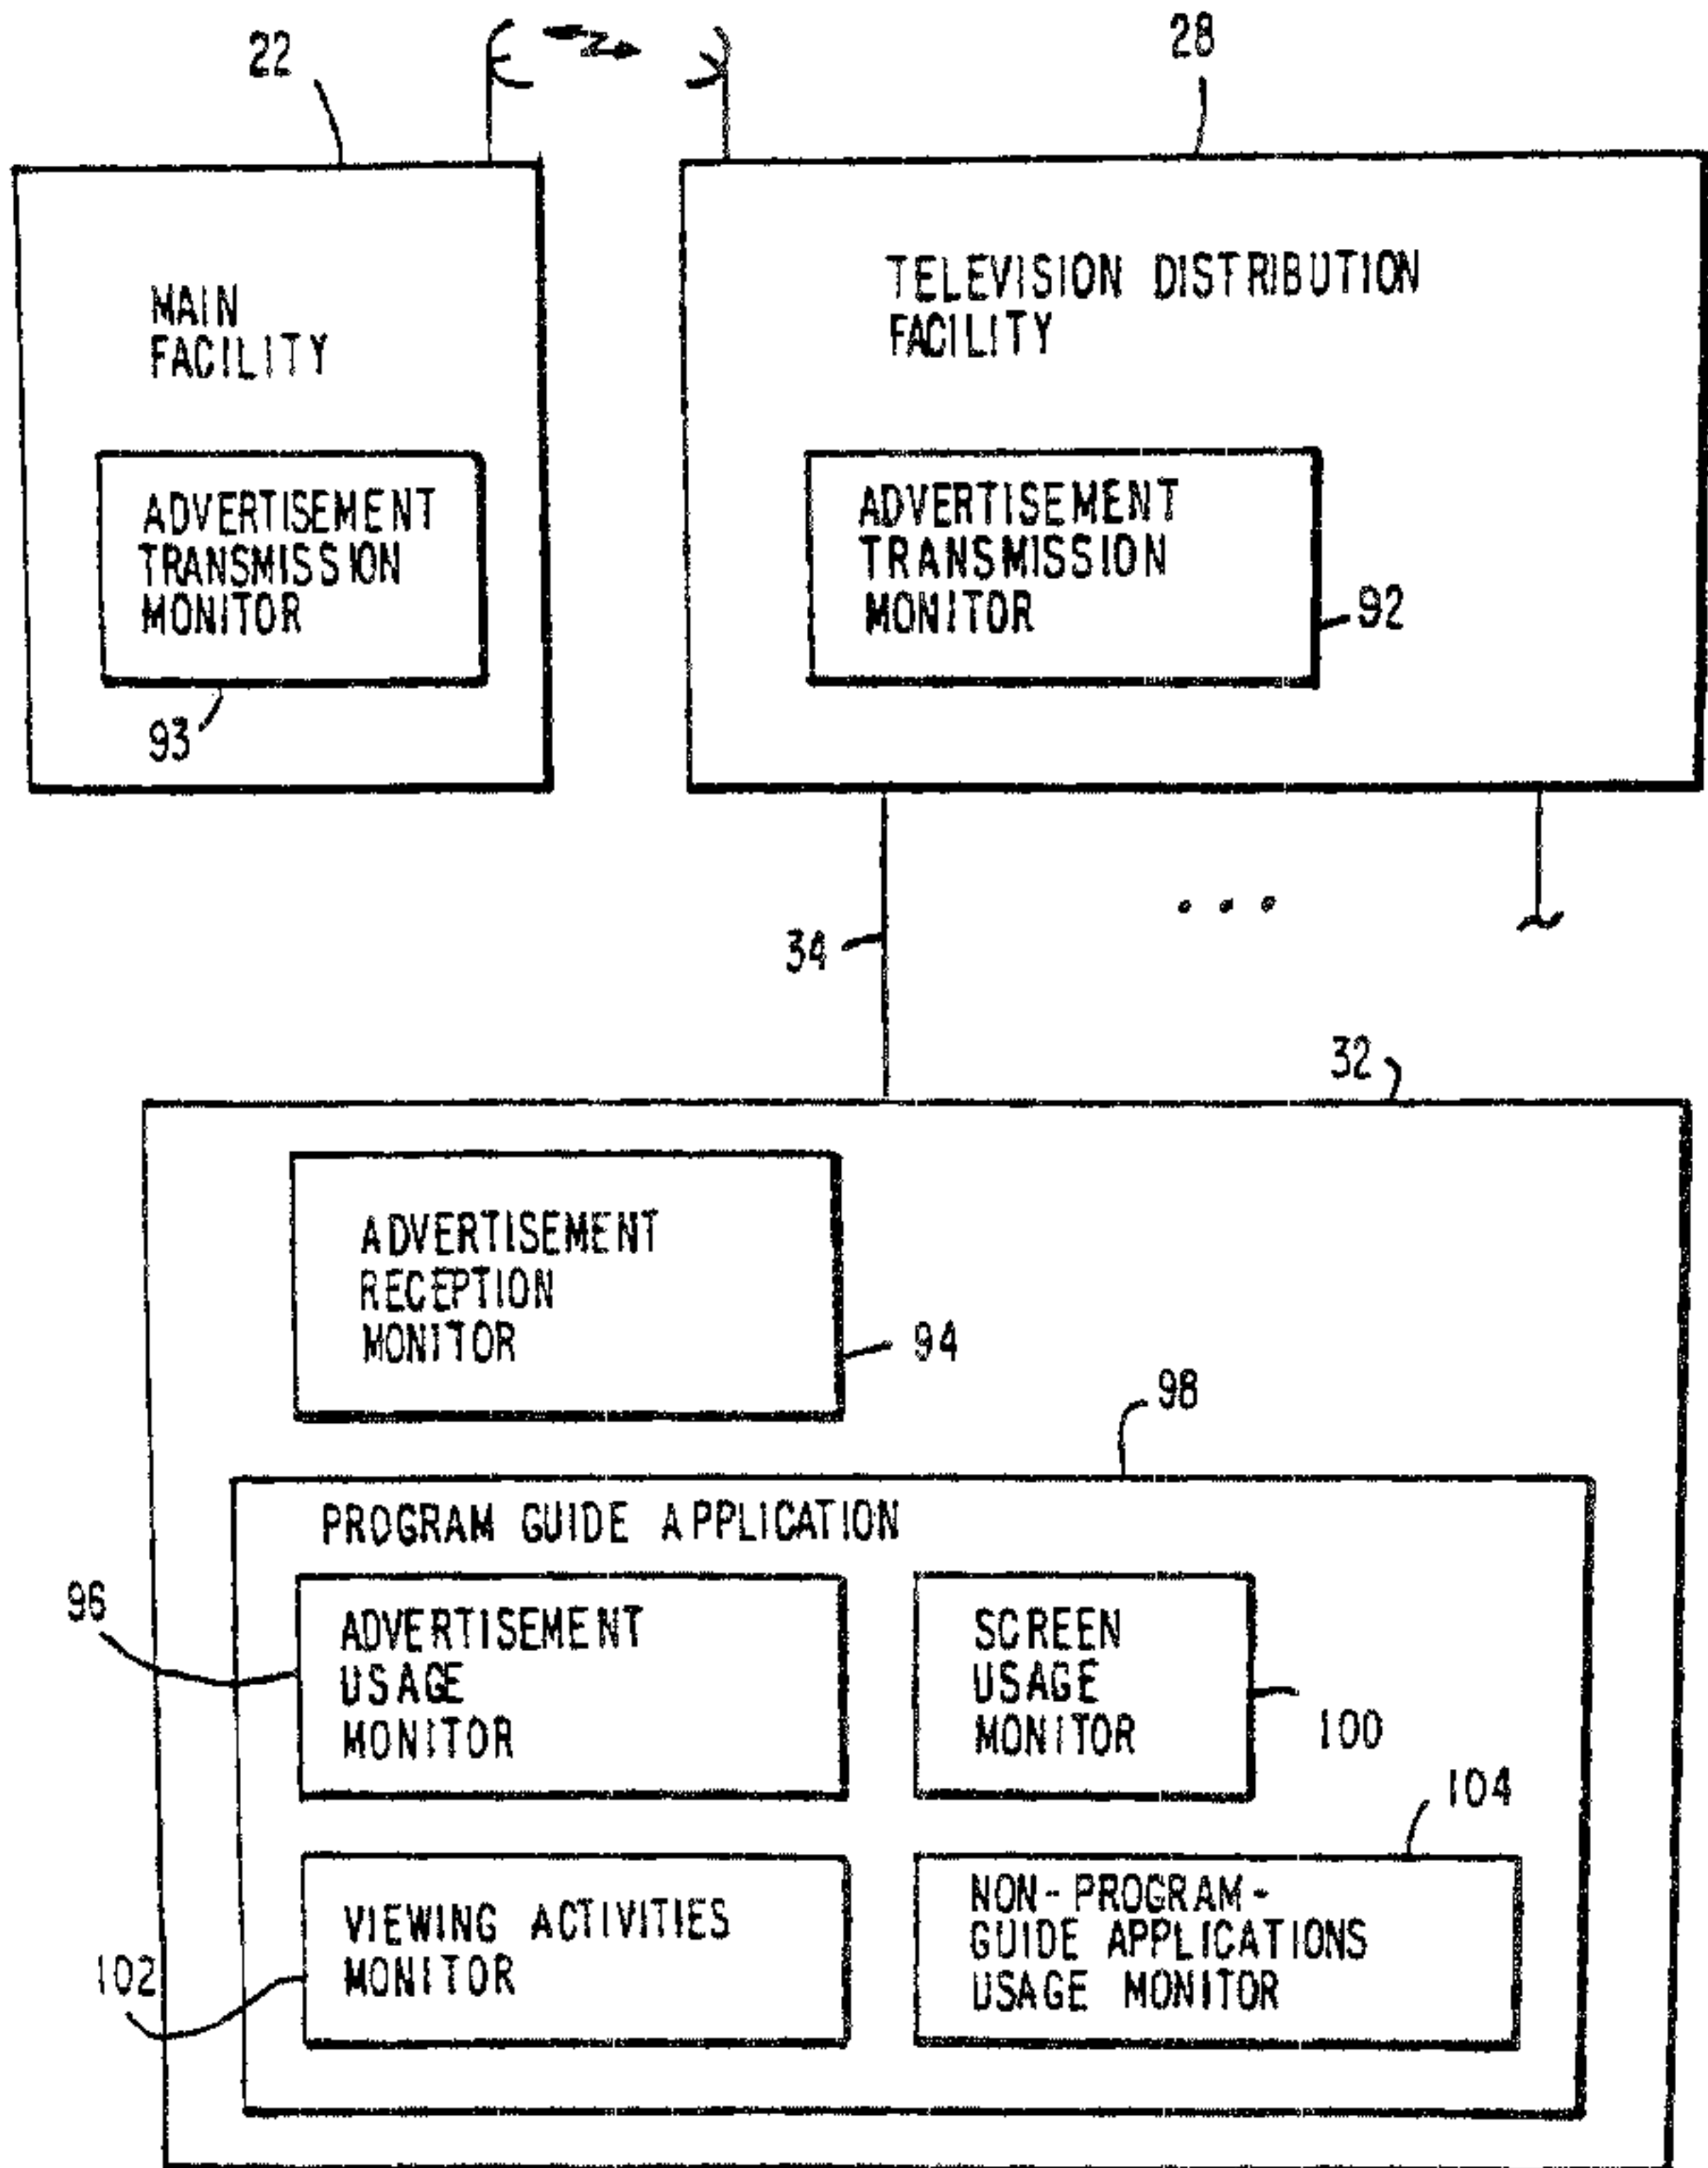 22
28
MAIN
FACILITY
TELEVISION DISTRIBUTION
FACILITY
ADVERTISEMENT
TRANSMISSION
MONITOR
93
ADVERTISEMENT
TRANSMISSION
MONITOR
92
34
...
32
ADVERTISEMENT
RECEPTION
MONITOR
94
98
PROGRAM GUIDE APPLICATION
96
ADVERTISEMENT
USAGE
MONITOR
SCREEN
USAGE
MONITOR
100
104
VIEWING ACTIVITIES
MONITOR
102
NON-PROGRAM-
GUIDE APPLICATIONS
USAGE MONITOR